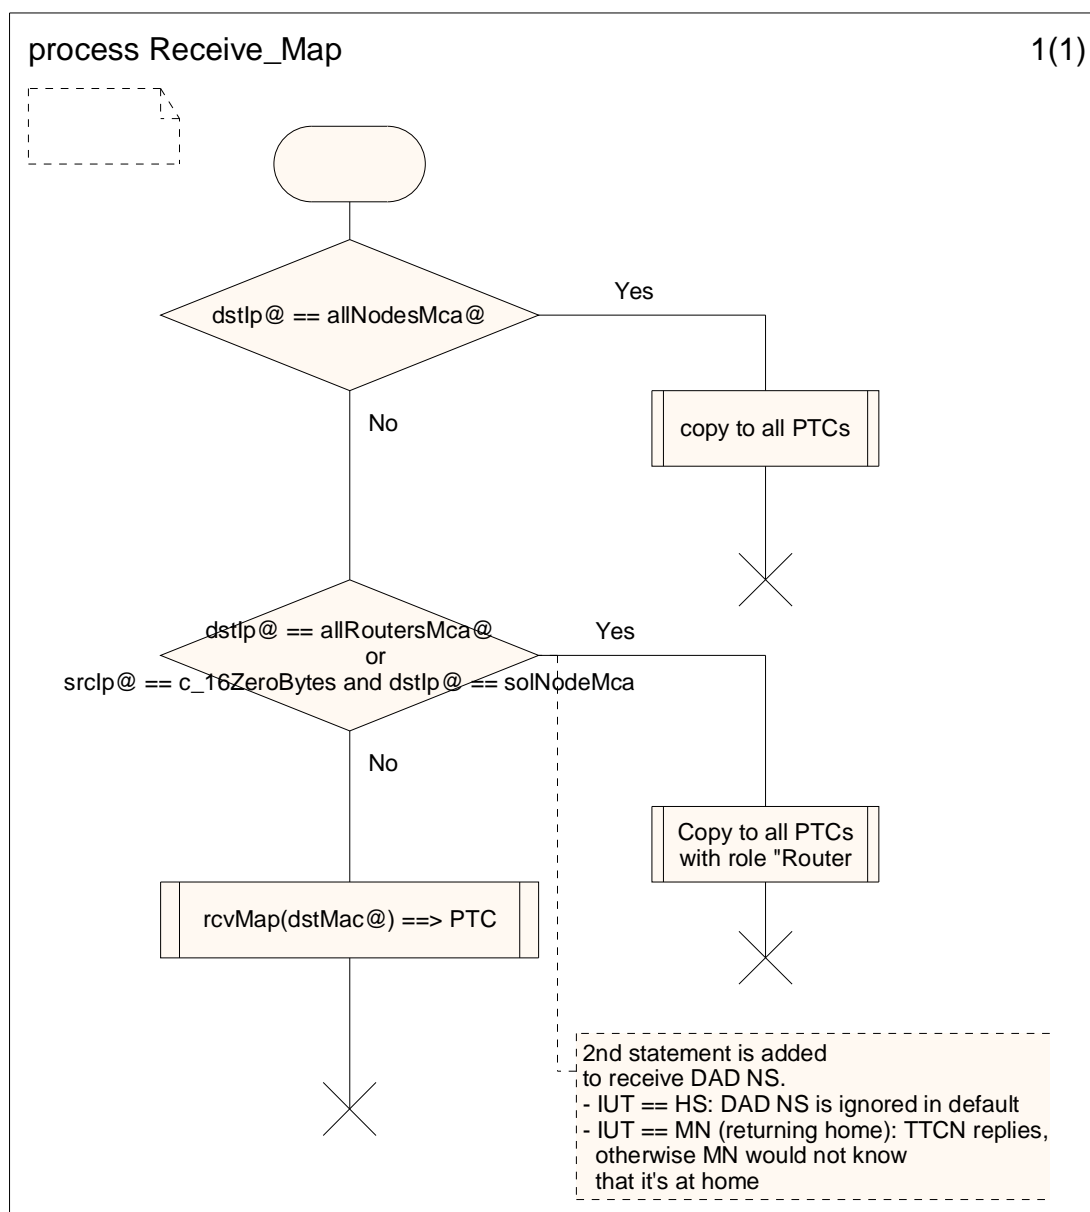 process Receive_Map
1(1)
dstIp@ == allNodesMca@
Yes
No
copy to all PTCs
dstIp@ == allRoutersMca@
or
srcIp@ == c_16ZeroBytes and dstIp@ == solNodeMca
Yes
No
Copy to all PTCs
with role "Router
rcvMap(dstMac@) ==> PTC
2nd statement is added
to receive DAD NS.
- IUT == HS: DAD NS is ignored in default
- IUT == MN (returning home): TTCN replies,
otherwise MN would not know
that it's at home